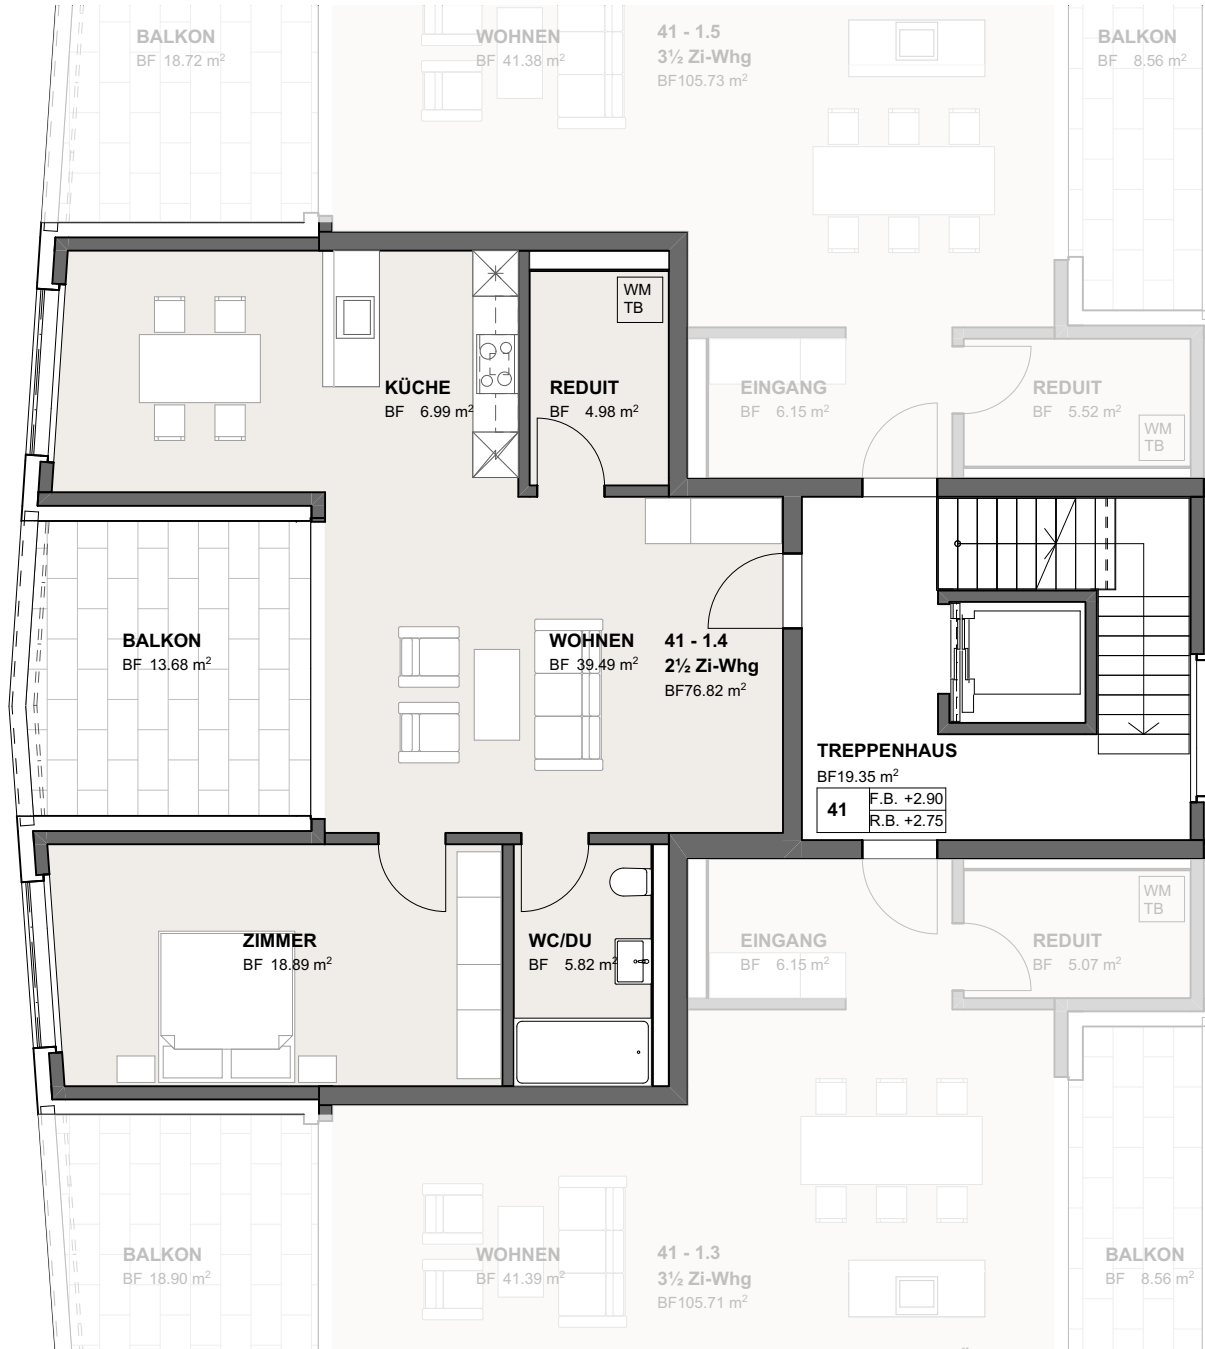 BALKON
BF 18.72 m²
WOHNEN
BF 41.38 m²
41 - 1.5
3½ Zi-Whg
BF105.73 m²
BALKON
BF 8.56 m²
WM
TB
KÜCHE
BF 6.99 m²
REDUIT
BF 4.98 m²
EINGANG
BF 6.15 m²
REDUIT
BF 5.52 m²
WM
TB
BALKON
BF 13.68 m²
WOHNEN
BF 39.49 m²
41 - 1.4
2½ Zi-Whg
BF76.82 m²
TREPPENHAUS
BF19.35 m²
41
F.B. +2.90
R.B. +2.75
ZIMMER
BF 18.89 m²
WC/DU
BF 5.82 m²
EINGANG
BF 6.15 m²
REDUIT
BF 5.07 m²
WM
TB
BALKON
BF 18.90 m²
WOHNEN
BF 41.39 m²
41 - 1.3
3½ Zi-Whg
BF105.71 m²
BALKON
BF 8.56 m²